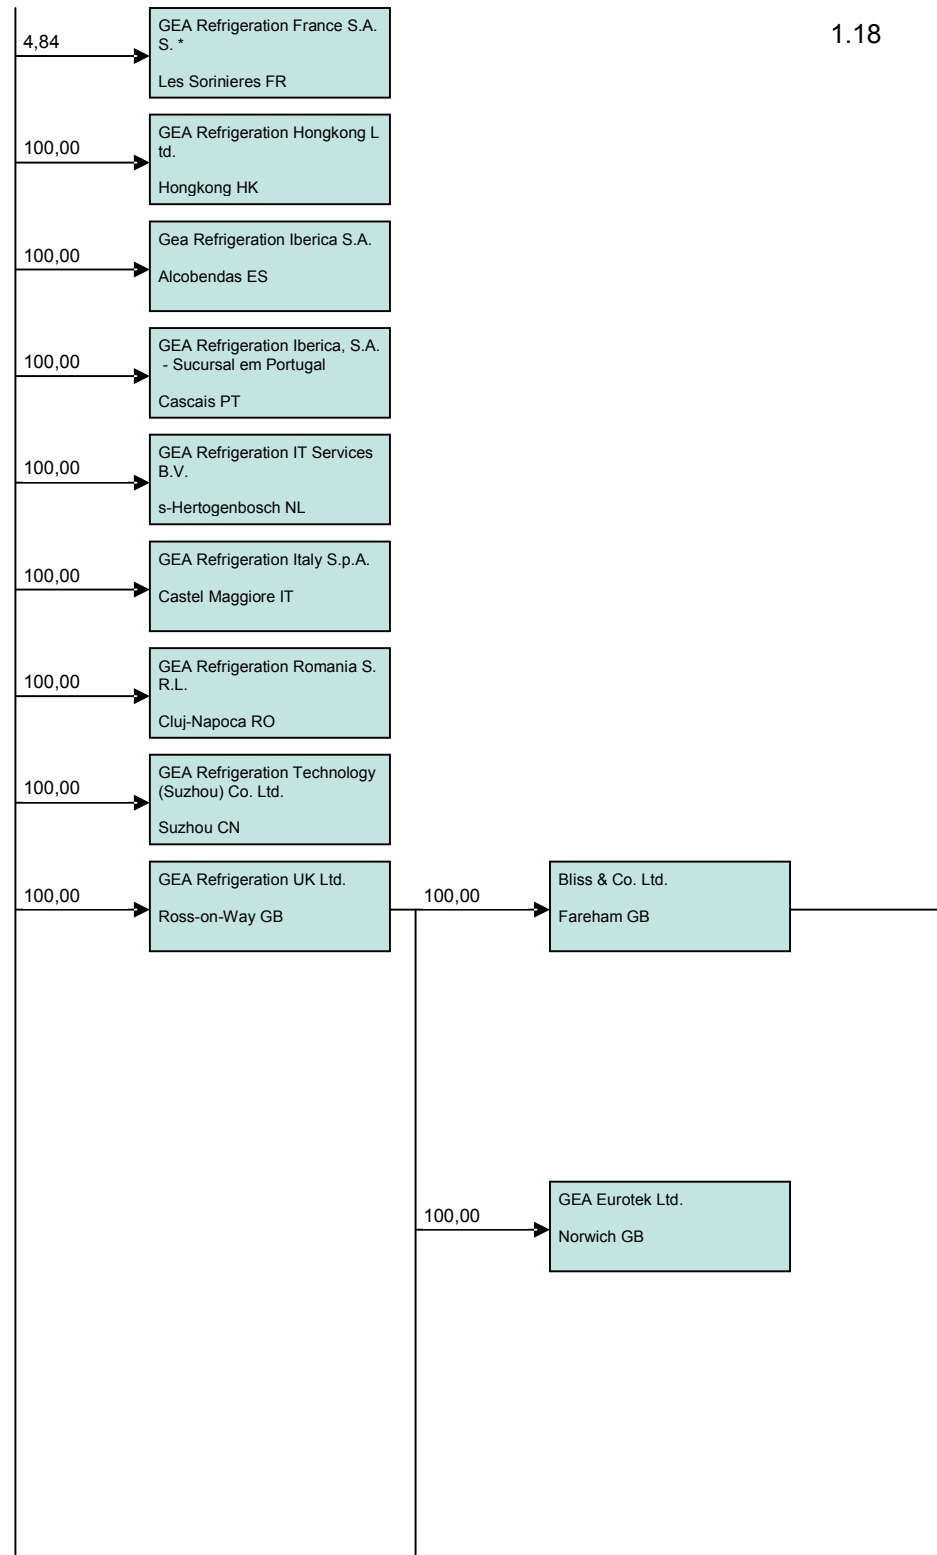 1.18
4,84
GEA Refrigeration France S.A.
S. *
Les Sorinieres FR
100,00
GEA Refrigeration Hongkong L
td.
Hongkong HK
100,00
Gea Refrigeration Iberica S.A.
Alcobendas ES
100,00
GEA Refrigeration Iberica, S.A.
- Sucursal em Portugal
Cascais PT
100,00
GEA Refrigeration IT Services
B.V.
s-Hertogenbosch NL
100,00
GEA Refrigeration Italy S.p.A.
Castel Maggiore IT
100,00
GEA Refrigeration Romania S.
R.L.
Cluj-Napoca RO
100,00
GEA Refrigeration Technology
(Suzhou) Co. Ltd.
Suzhou CN
100,00
GEA Refrigeration UK Ltd.
Ross-on-Way GB
100,00
Bliss & Co. Ltd.
Fareham GB
100,00
GEA Eurotek Ltd.
Norwich GB